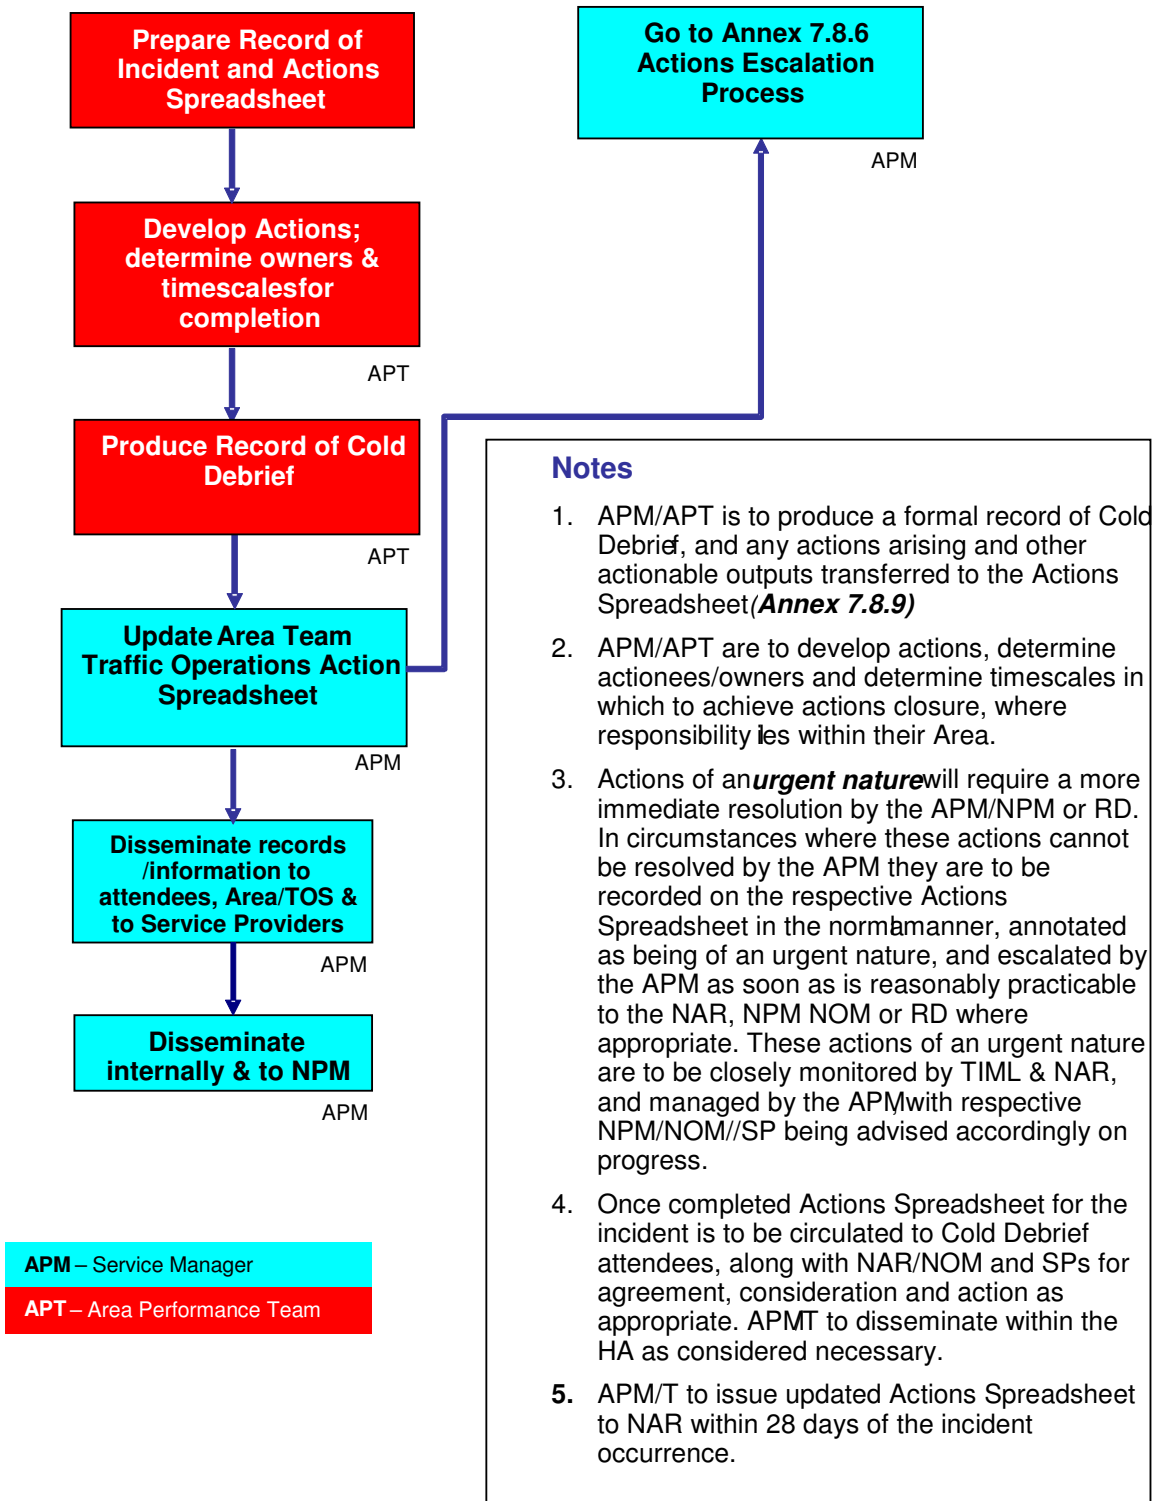 Prepare Record of
Incident and Actions
Spreadsheet
Go to Annex 7.8.6
Actions Escalation
Process
APM
Develop Actions;
determine owners &
timescalesfor
completion
APT
Produce Record of Cold
Debrief
APT
Update Area Team
Traffic Operations Action
Spreadsheet
APM
Disseminate records
/information to
attendees, Area/TOS &
to Service Providers
APM
Disseminate
internally & to NPM
APM
APM – Service Manager
APT – Area Performance Team
Notes
1. APM/APT is to produce a formal record of Cold
Debrief, and any actions arising and other
actionable outputs transferred to the Actions
Spreadsheet(Annex 7.8.9)
2. APM/APT are to develop actions, determine
actionees/owners and determine timescales in
which to achieve actions closure, where
responsibility lies within their Area.
3. Actions of an urgent nature will require a more
immediate resolution by the APM/NPM or RD.
In circumstances where these actions cannot
be resolved by the APM they are to be
recorded on the respective Actions
Spreadsheet in the normal manner, annotated
as being of an urgent nature, and escalated by
the APM as soon as is reasonably practicable
to the NAR, NPM NOM or RD where
appropriate. These actions of an urgent nature
are to be closely monitored by TIML & NAR,
and managed by the APM, with respective
NPM/NOM//SP being advised accordingly on
progress.
4. Once completed Actions Spreadsheet for the
incident is to be circulated to Cold Debrief
attendees, along with NAR/NOM and SPs for
agreement, consideration and action as
appropriate. APM/T to disseminate within the
HA as considered necessary.
5. APM/T to issue updated Actions Spreadsheet
to NAR within 28 days of the incident
occurrence.